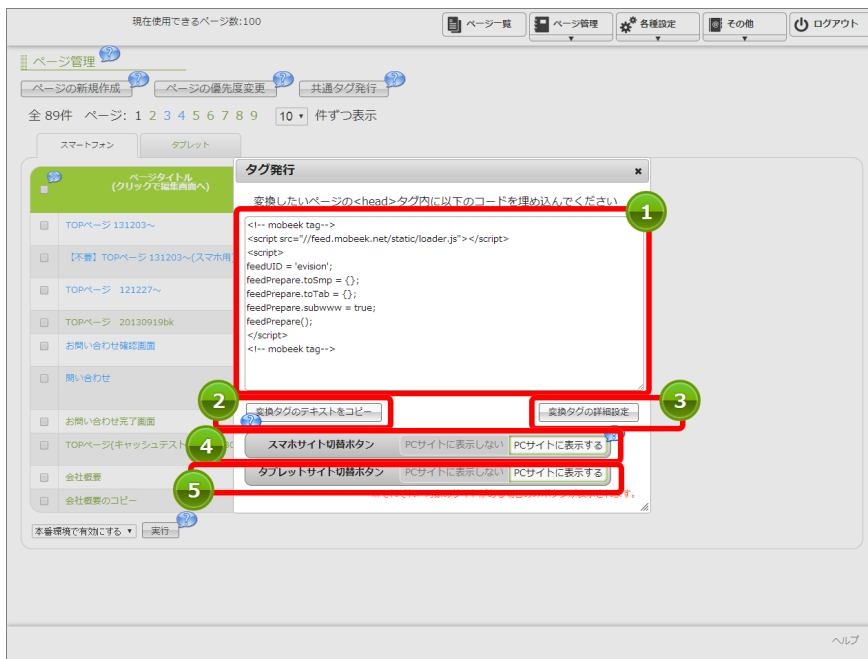 現在使用できるページ数:100
ページ一覧
ページ管理
各種設定
その他
ログアウト
ページ管理
ページの新規作成
ページの優先度変更
共通タグ発行
全 89件 ページ: 1 2 3 4 5 6 7 8 9 10 件ずつ表示
スマートフォン
タブレット
ページタイトル
(クリックで編集画面へ)
TOPページ 131203～
【不要】TOPページ 131203～(スマホ用)
TOPページ 121227～
TOPページ 20130919bk
お問い合わせ確認画面
問い合わせ
お問い合わせ完了画面
TOPページ(キャッシュテスト
会社概要
会社概要のコピー
本番環境で有効にする
実行
タグ発行
変換したいページの<head>タグ内に以下のコードを埋め込んでください
1
<!-- mobeek tag-->
<script src="//feed.mobeek.net/static/loader.js"></script>
<script>
feedUID = 'evision';
feedPrepare.toSmp = {};
feedPrepare.toTab = {};
feedPrepare.subwww = true;
feedPrepare();
</script>
<!-- mobeek tag-->
2
変換タグのテキストをコピー
変換タグの詳細設定
3
4
スマホサイト切替ボタン
PCサイトに表示しない
PCサイトに表示する
5
タブレットサイト切替ボタン
PCサイトに表示しない
PCサイトに表示する
ヘルプ